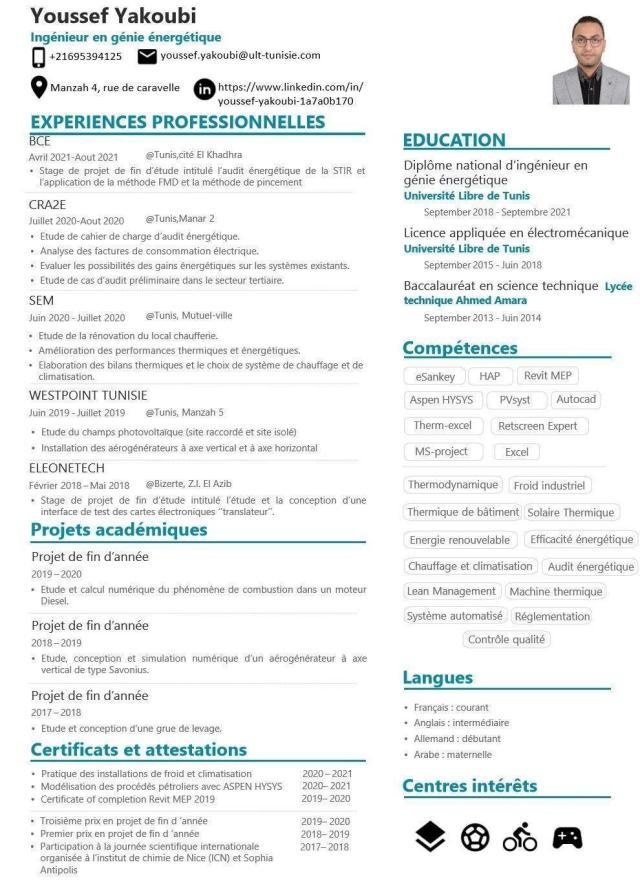 Youssef Yakoubi
Ingénieur en génie énergétique
+21695394125
youssef.yakoubi@ult-tunisie.com
Manzah 4, rue de caravelle
in
https://www.linkedin.com/in/
youssef-yakoubi-1a7a0b170
EXPERIENCES PROFESSIONNELLES
BCE
Avril 2021-Aout 2021 @Tunis,cité El Khadhra
• Stage de projet de fin d'étude intitulé l'audit énergétique de la STIR et
l'application de la méthode FMD et la méthode de pincement
CRA2E
Juillet 2020-Aout 2020 @Tunis,Manar 2
• Etude de cahier de charge d'audit énergétique.
• Analyse des factures de consommation électrique.
• Evaluer les possibilités des gains énergétiques sur les systèmes existants.
• Etude de cas d'audit préliminaire dans le secteur tertiaire.
SEM
Juin 2020 - Juillet 2020 @Tunis, Mutuel-ville
• Etude de la rénovation du local chaufferie.
• Amélioration des performances thermiques et énergétiques.
• Elaboration des bilans thermiques et le choix de système de chauffage et de
climatisation.
WESTPOINT TUNISIE
Juin 2019 - Juillet 2019 @Tunis, Manzah 5
• Etude du champs photovoltaïque (site raccordé et site isolé)
• Installation des aérogénérateurs à axe vertical et à axe horizontal
ELEONETECH
Février 2018 – Mai 2018 @Bizerte, Z.I. El Azib
• Stage de projet de fin d'étude intitulé l'étude et la conception d'une
interface de test des cartes électroniques "translateur".
Projets académiques
Projet de fin d'année
2019 – 2020
• Etude et calcul numérique du phénomène de combustion dans un moteur
Diesel.
Projet de fin d'année
2018 – 2019
• Etude, conception et simulation numérique d'un aérogénérateur à axe
vertical de type Savonius.
Projet de fin d'année
2017 – 2018
• Etude et conception d'une grue de levage.
Certificats et attestations
• Pratique des installations de froid et climatisation 2020 – 2021
• Modélisation des procédés pétroliers avec ASPEN HYSYS 2020– 2021
• Certificate of completion Revit MEP 2019 2019– 2020
• Troisième prix en projet de fin d 'année 2019– 2020
• Premier prix en projet de fin d 'année 2018– 2019
• Participation à la journée scientifique internationale 2017– 2018
organisée à l'institut de chimie de Nice (ICN) et Sophia
Antipolis
EDUCATION
Diplôme national d'ingénieur en
génie énergétique
Université Libre de Tunis
September 2018 - Septembre 2021
Licence appliquée en électromécanique
Université Libre de Tunis
September 2015 - Juin 2018
Baccalauréat en science technique Lycée
technique Ahmed Amara
September 2013 - Juin 2014
Compétences
eSankey HAP Revit MEP
Aspen HYSYS PVsyst Autocad
Therm-excel Retscreen Expert
MS-project Excel
Thermodynamique Froid industriel
Thermique de bâtiment Solaire Thermique
Energie renouvelable Efficacité énergétique
Chauffage et climatisation Audit énergétique
Lean Management Machine thermique
Système automatisé Réglementation
Contrôle qualité
Langues
• Français : courant
• Anglais : intermédiaire
• Allemand : débutant
• Arabe : maternelle
Centres intérêts